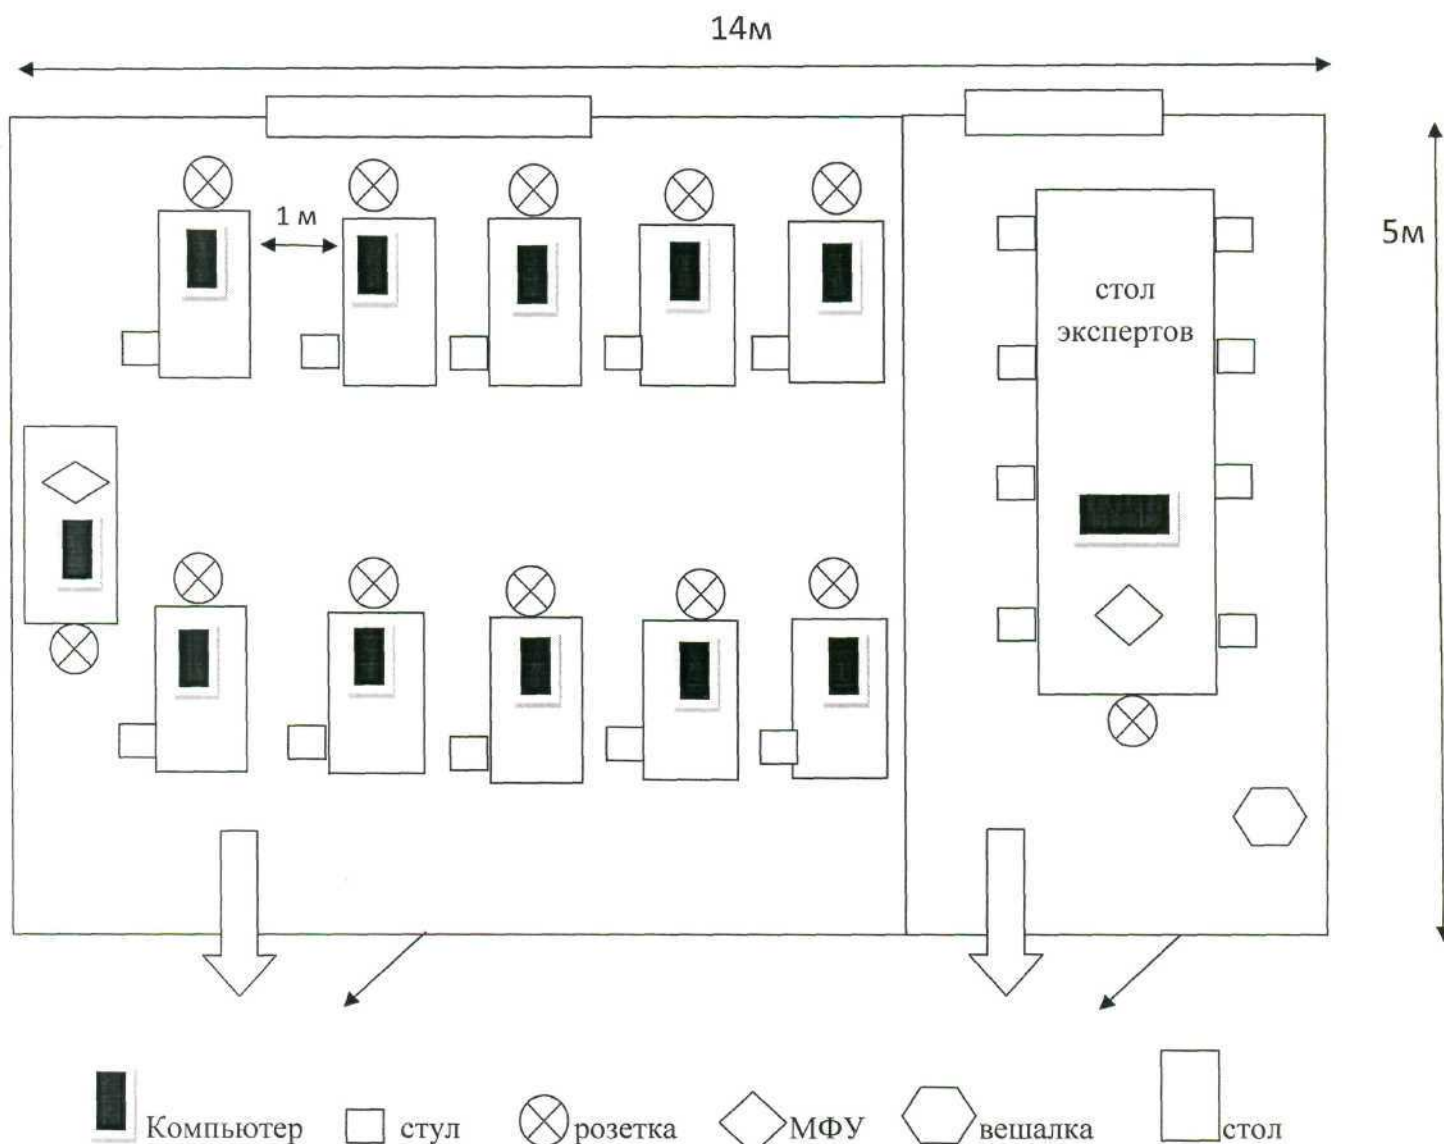 14м
1 м
5м
стол
экспертов
Компьютер
стул
розетка
МФУ
вешалка
стол